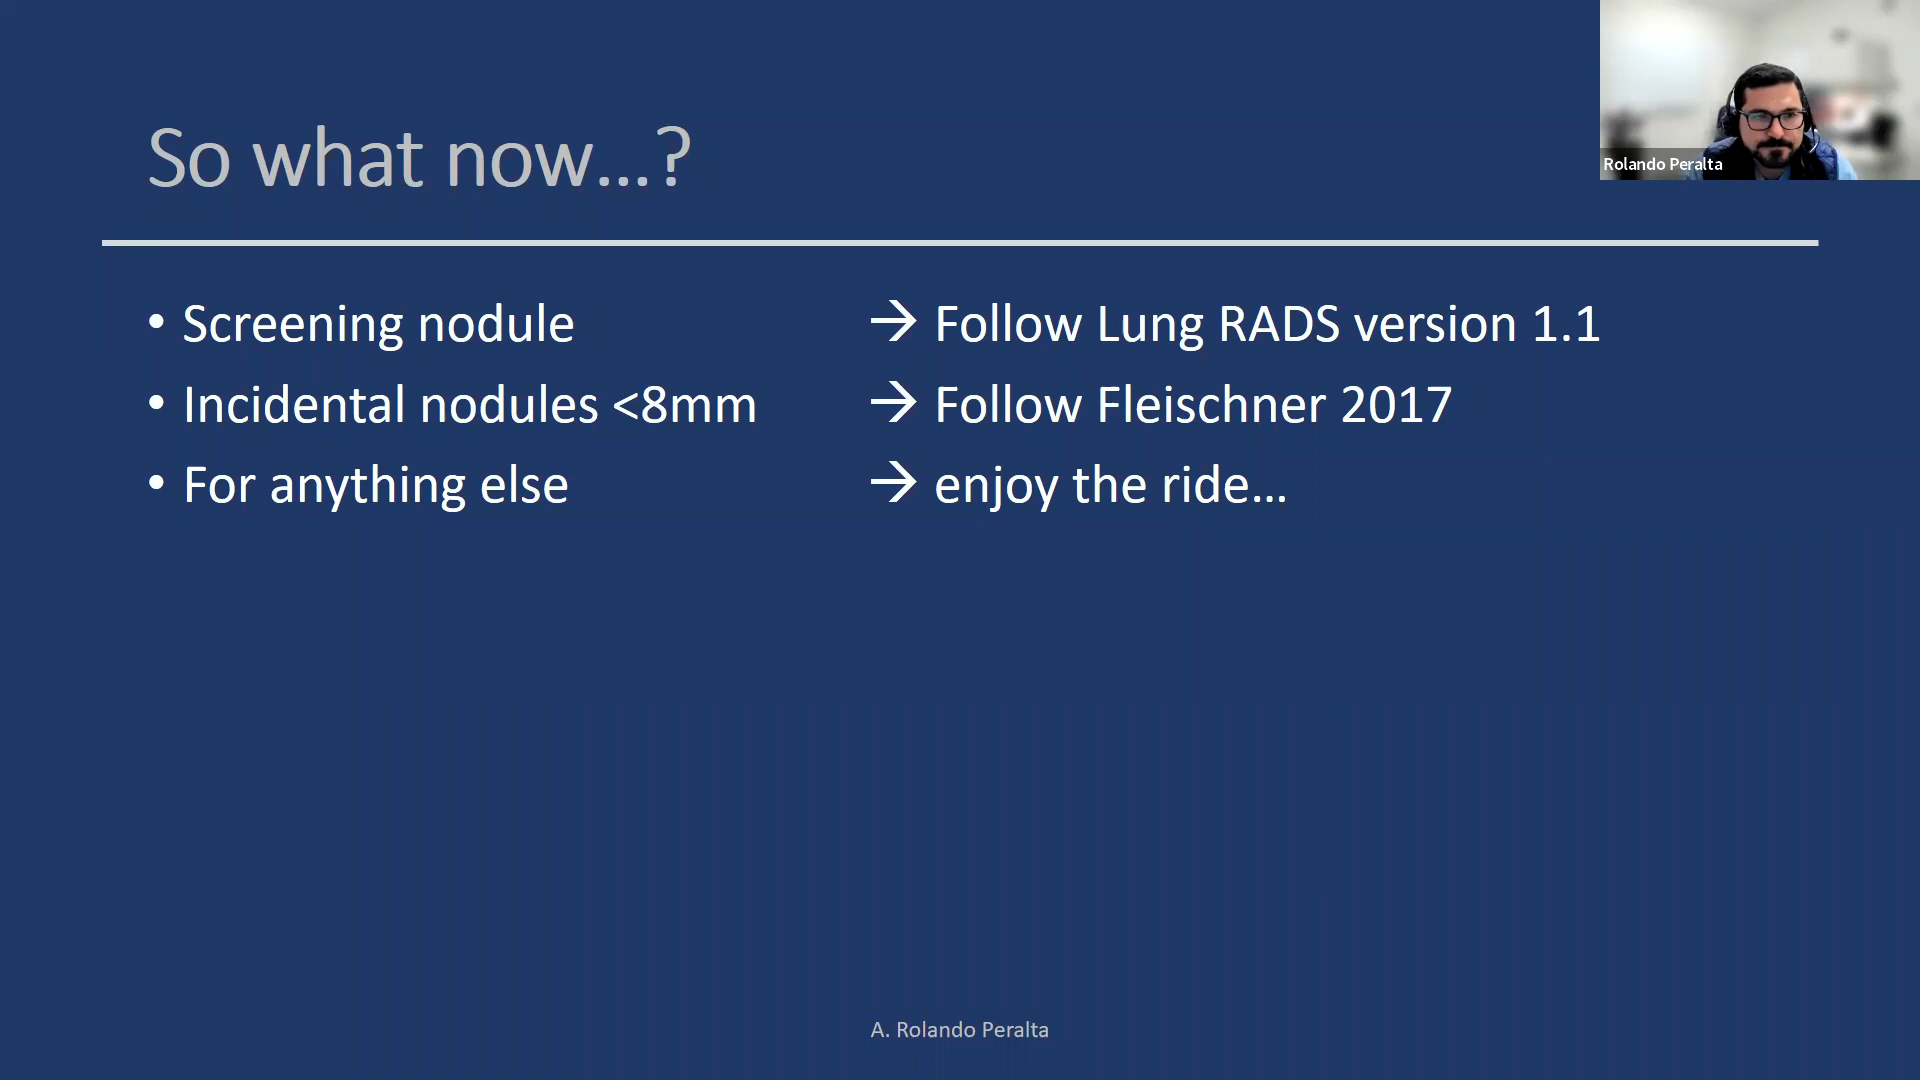 So what now...?
Rolando Peralta
• Screening nodule → Follow Lung RADS version 1.1
• Incidental nodules <8mm → Follow Fleischner 2017
• For anything else → enjoy the ride...
A. Rolando Peralta